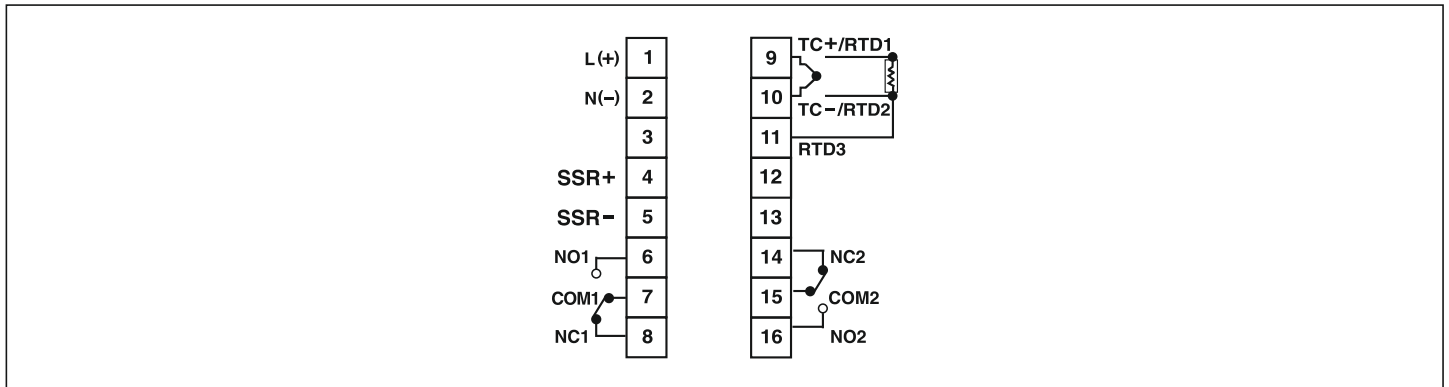 L(+) 1
N(-) 2
3
SSR+ 4
SSR- 5
NO1 6
COM1 7
NC1 8
9 TC+/RTD1
10 TC-/RTD2
11 RTD3
12
13
14 NC2
15 COM2
16 NO2